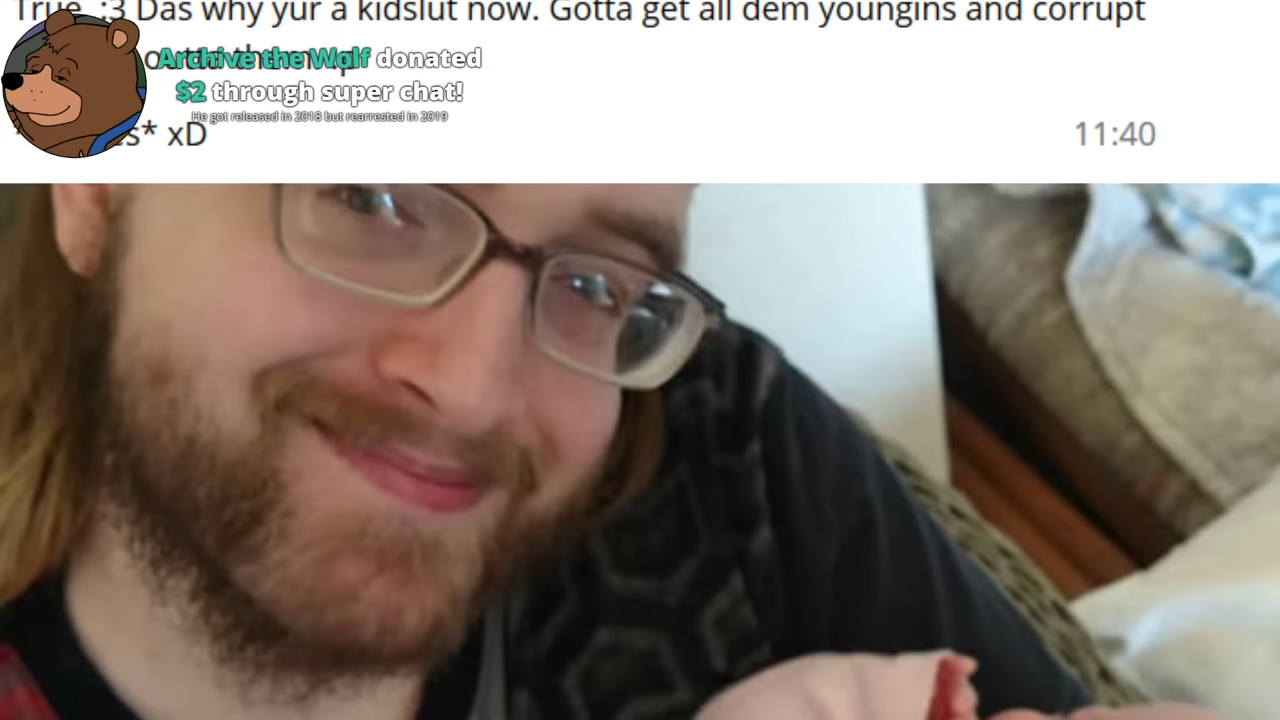 True. :3 Das why yur a kidslut now. Gotta get all dem youngins and corrupt
Archive the Wolf donated
$2 through super chat!
He got released in 2018 but rearrested in 2019
xD
11:40